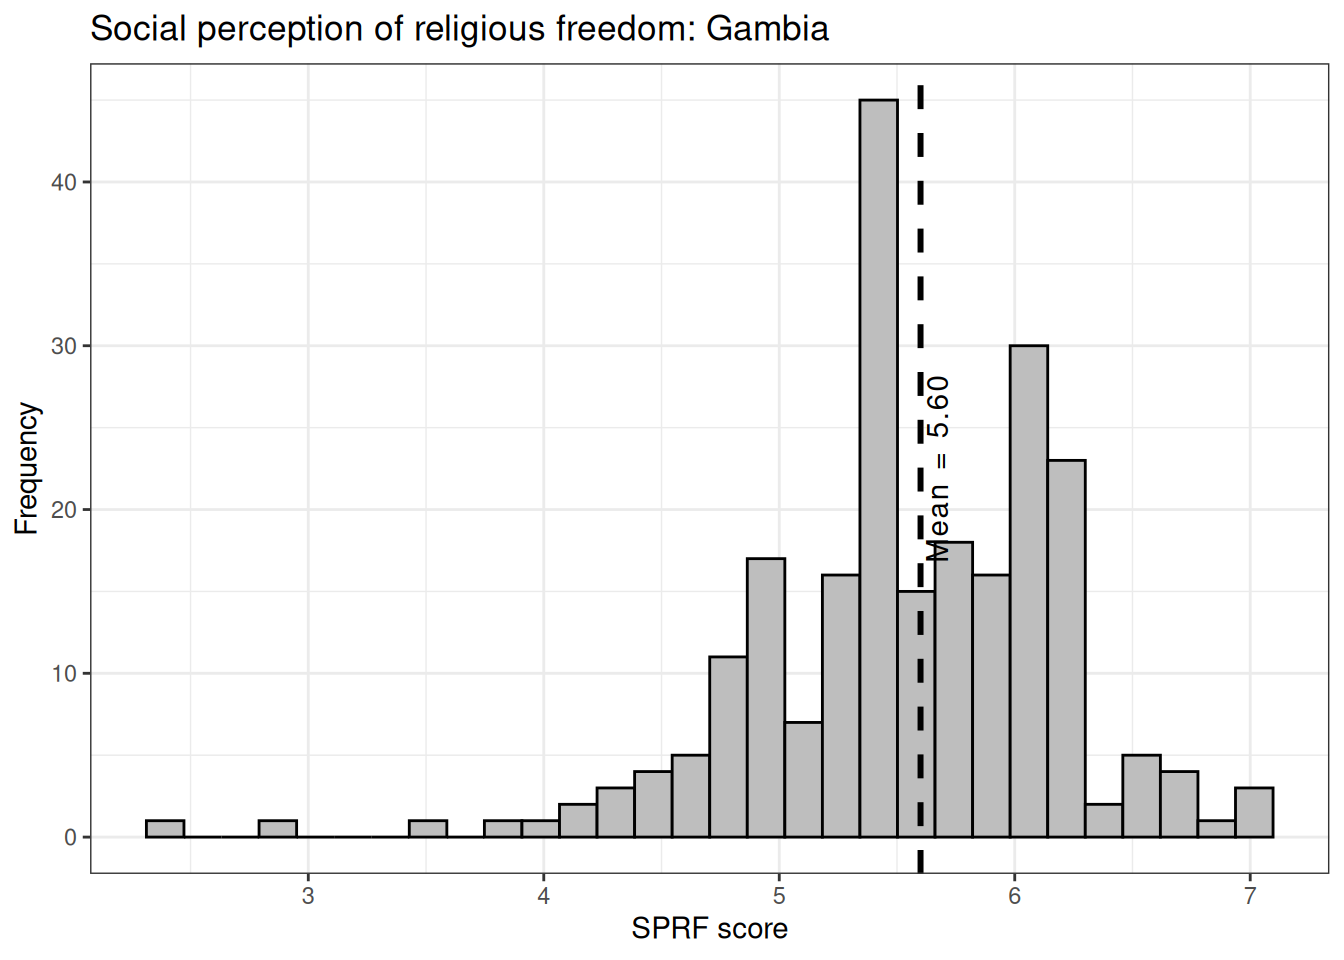 Social perception of religious freedom: Gambia
Frequency
40
30
20
10
0
Mean = 5.60
3 4 5 6 7
SPRF score